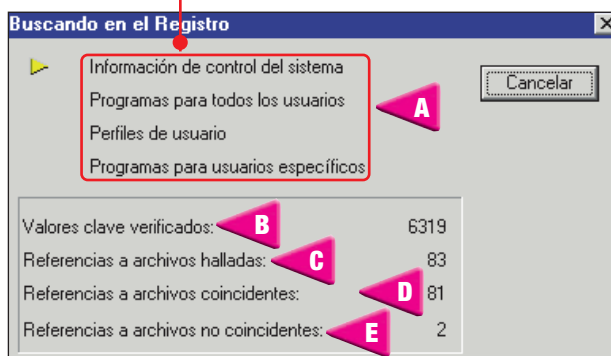 Buscando en el Registro
Información de control del sistema
Cancelar
Programas para todos los usuarios
A
Perfiles de usuario
Programas para usuarios específicos
Valores clave verificados: B 6319
Referencias a archivos halladas: C 83
Referencias a archivos coincidentes: D 81
Referencias a archivos no coincidentes: E 2